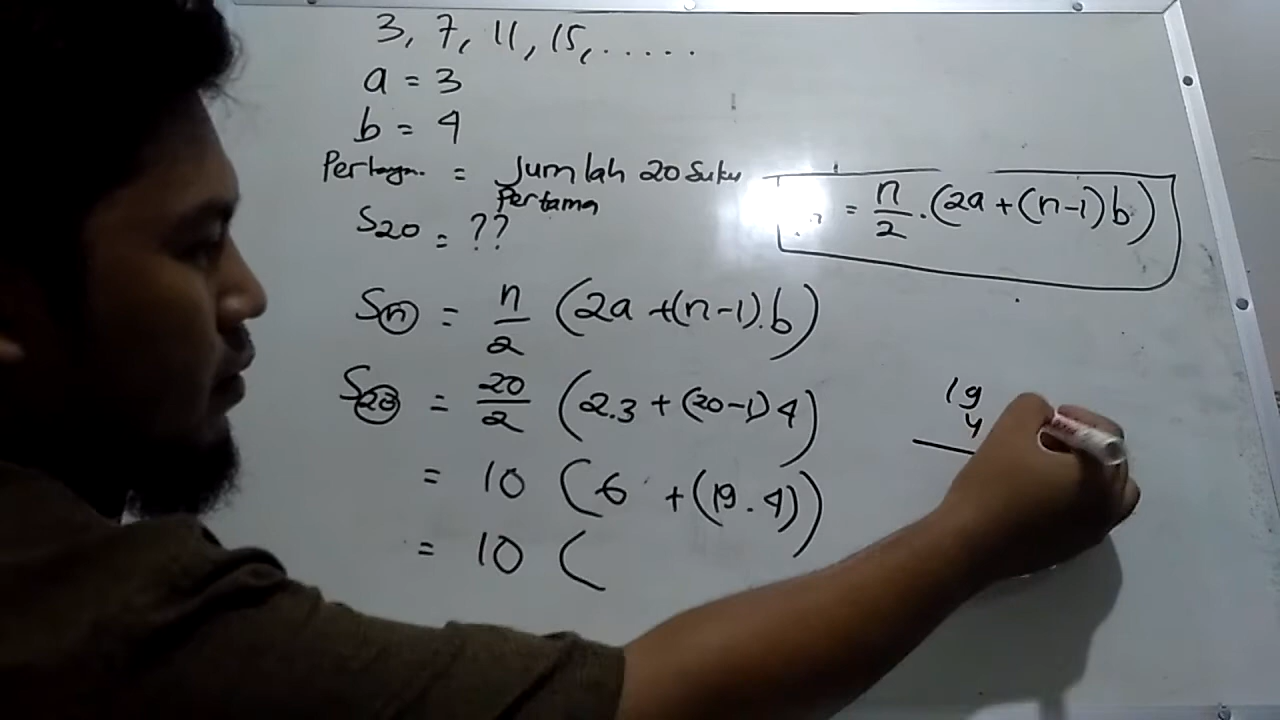 3, 7, 11, 15, .....
a = 3
b = 4
= Jumlah 20 Suku
Pertama
S20 = ??
= n/2 . (2a + (n-1) b)
Sn = n/2 (2a + (n-1).b)
S20 = 20/2 (2.3 + (20-1) 4)
= 10 (6 + (19 . 4))
= 10 (
19
4